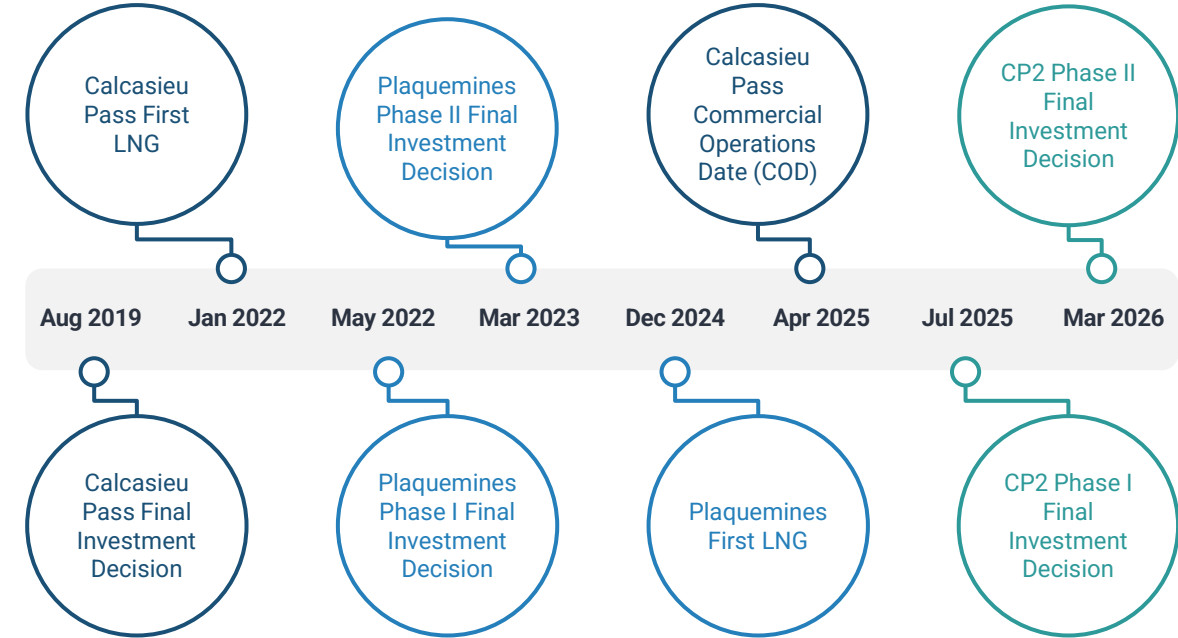 Calcasieu
Pass First
LNG
Plaquemines
Phase II Final
Investment
Decision
Calcasieu
Pass
Commercial
Operations
Date (COD)
CP2 Phase II
Final
Investment
Decision
Aug 2019 Jan 2022 May 2022 Mar 2023 Dec 2024 Apr 2025 Jul 2025 Mar 2026
Calcasieu
Pass Final
Investment
Decision
Plaquemines
Phase I Final
Investment
Decision
Plaquemines
First LNG
CP2 Phase I
Final
Investment
Decision